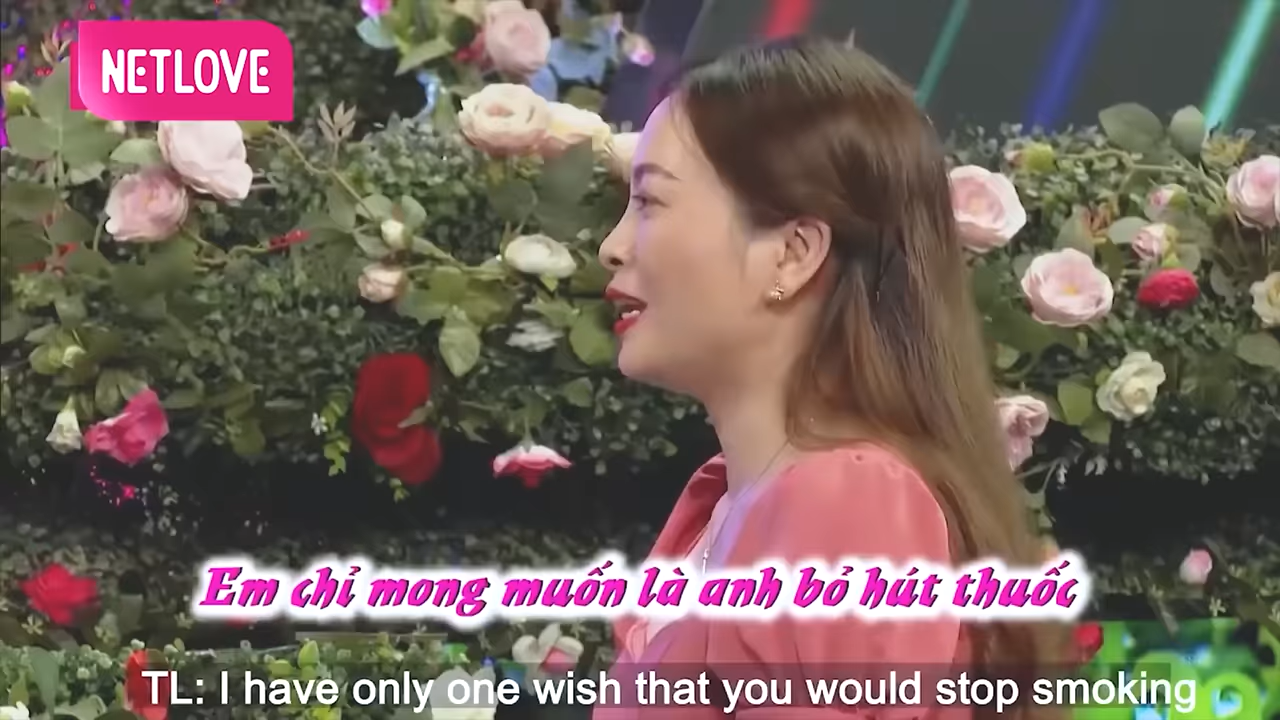 NETLOVE
Em chỉ mong muốn là anh bỏ hút thuốc
TL: I have only one wish that you would stop smoking